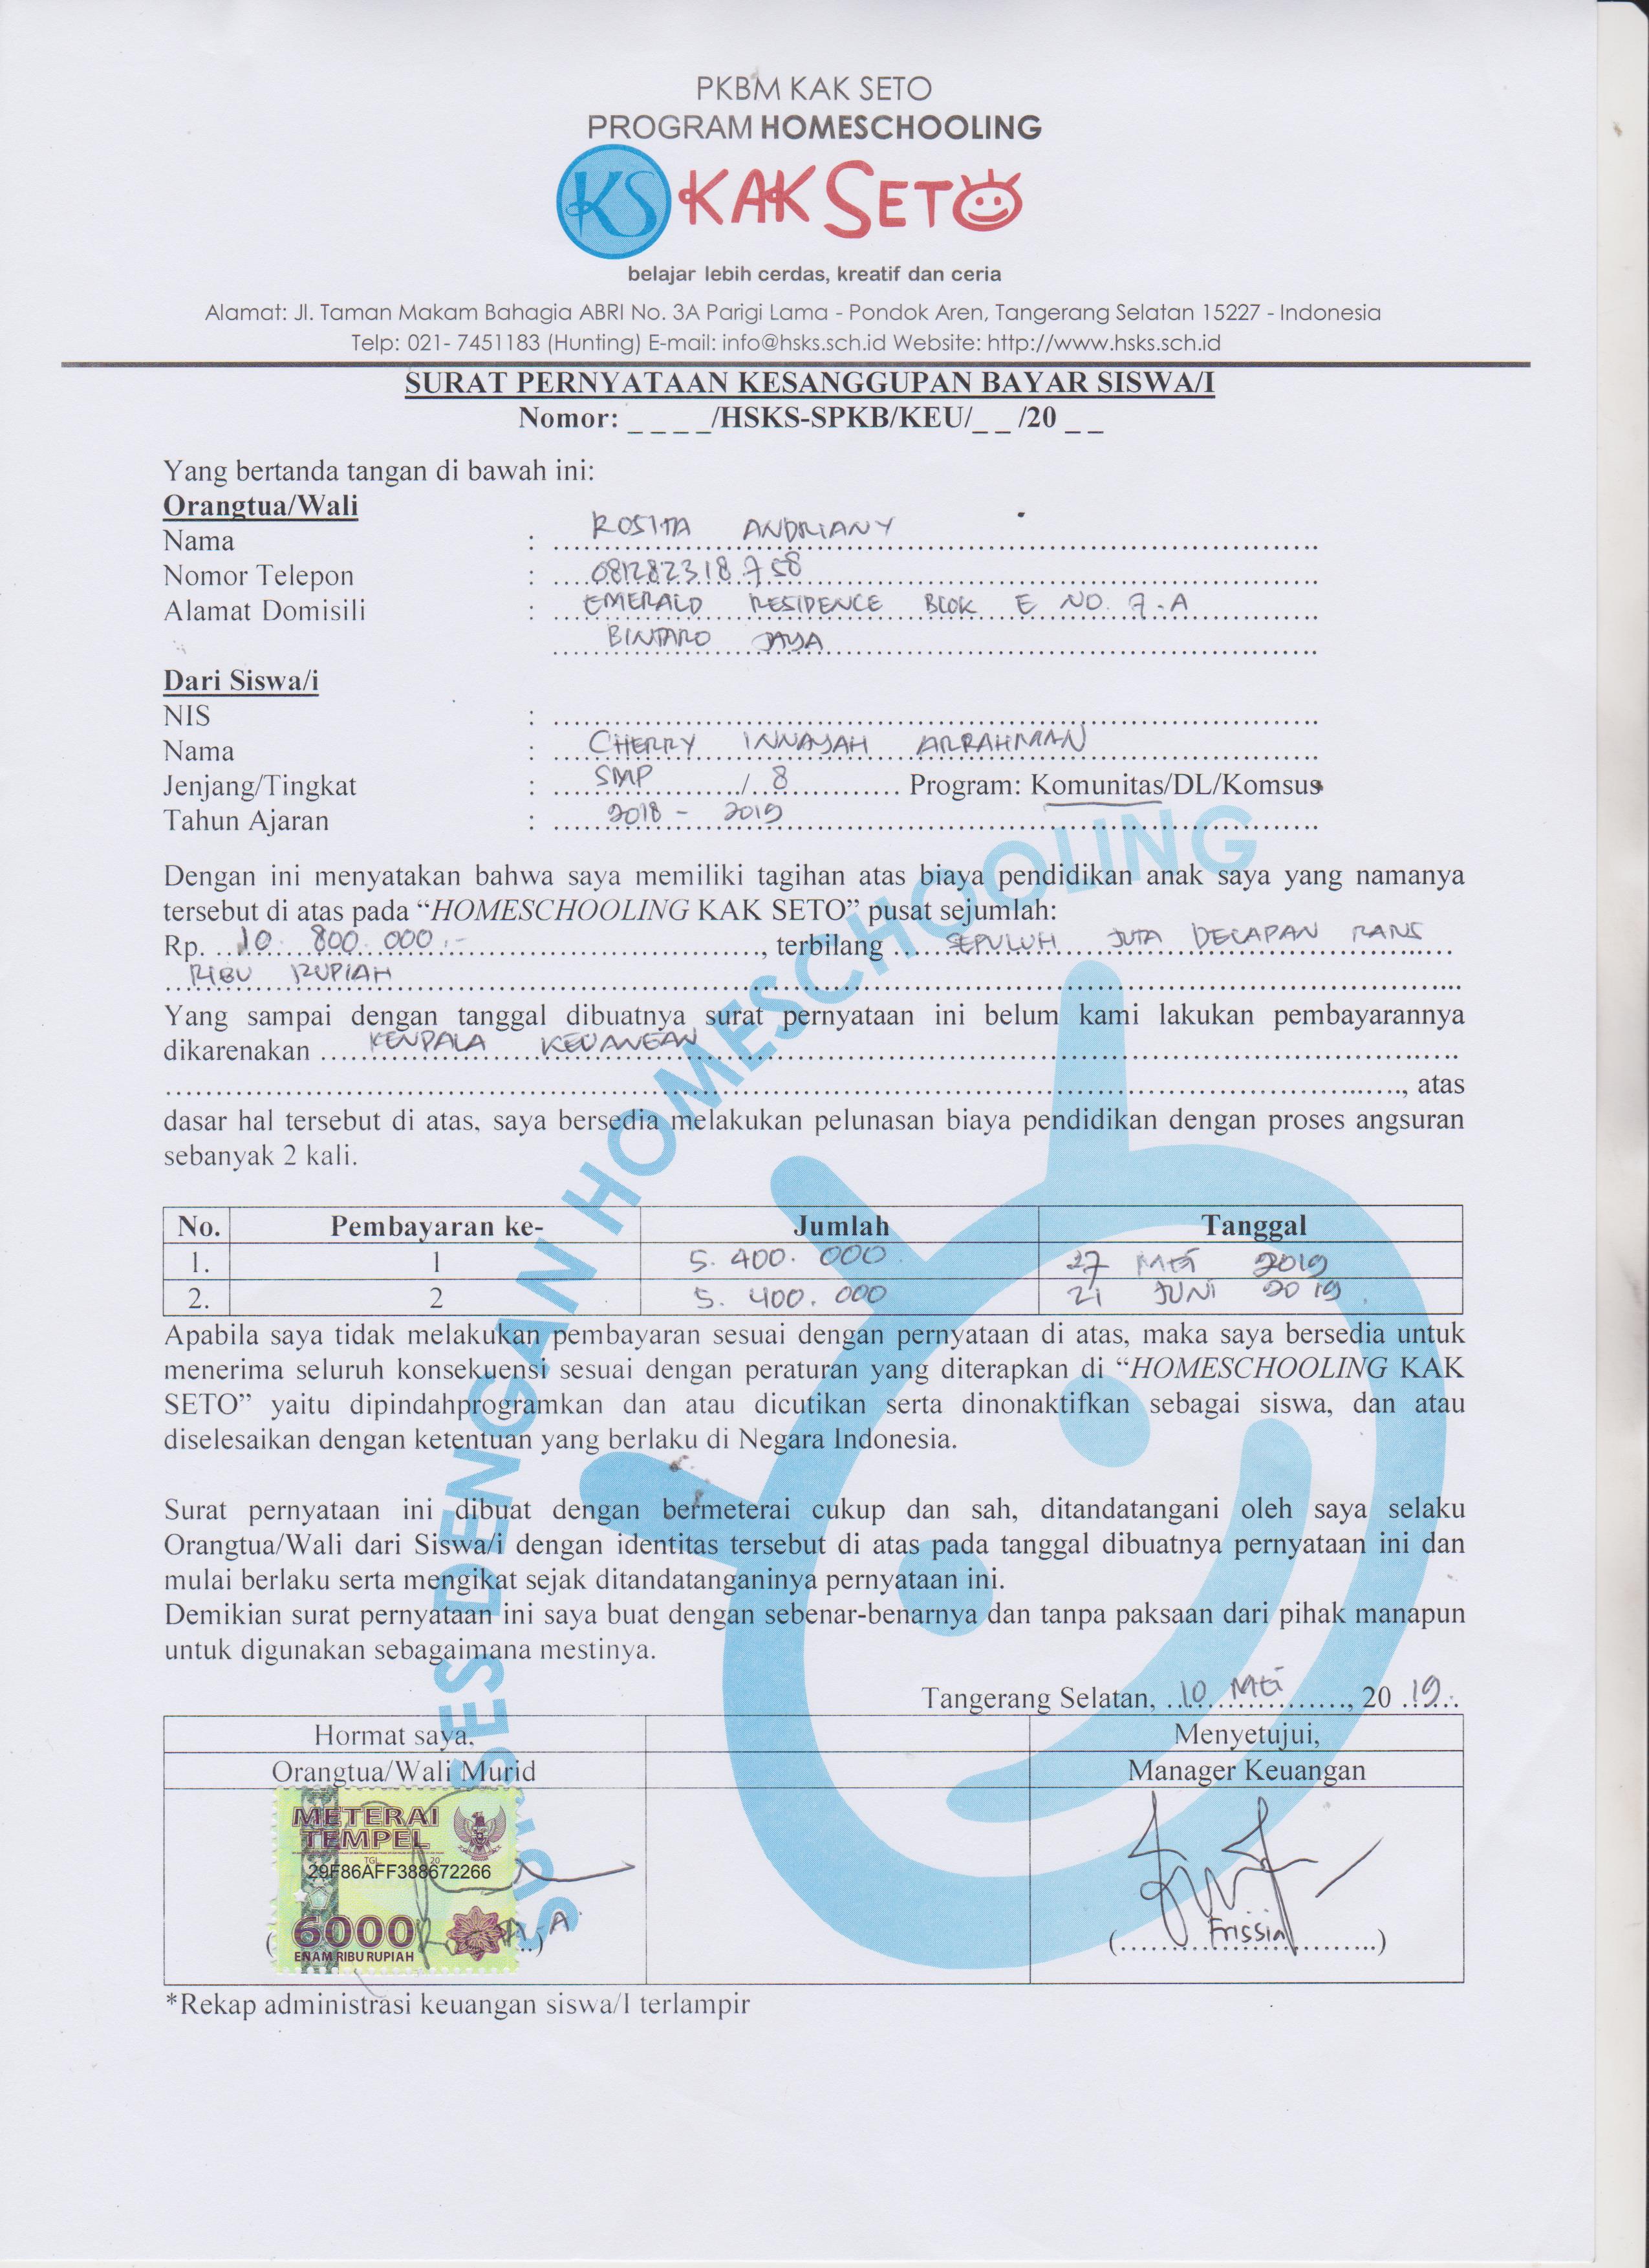 PKBM KAK SETO
PROGRAM HOMESCHOOLING
KS KAK SETO
belajar lebih cerdas, kreatif dan ceria
Alamat: Jl. Taman Makam Bahagia ABRI No. 3A Parigi Lama - Pondok Aren, Tangerang Selatan 15227 - Indonesia
Telp: 021- 7451183 (Hunting) E-mail: info@hsks.sch.id Website: http://www.hsks.sch.id
SURAT PERNYATAAN KESANGGUPAN BAYAR SISWA/I
Nomor: _ _ _ _/HSKS-SPKB/KEU/_ _ /20 _ _
Yang bertanda tangan di bawah ini:
Orangtua/Wali
Nama : ROSITA ANDRIANY
Nomor Telepon : 081282318758
Alamat Domisili : EMERALD RESIDENCE BLOK E NO. 7-A
BINTARO JAYA
Dari Siswa/i
NIS :
Nama : CHERRY INNAYAH ARRAHMAN
Jenjang/Tingkat : SMP / 8 Program: Komunitas/DL/Komsus
Tahun Ajaran : 2018 - 2019
Dengan ini menyatakan bahwa saya memiliki tagihan atas biaya pendidikan anak saya yang namanya
tersebut di atas pada “HOMESCHOOLING KAK SETO” pusat sejumlah:
Rp. 10.800.000,- , terbilang SEPULUH JUTA DELAPAN RATUS
RIBU RUPIAH
Yang sampai dengan tanggal dibuatnya surat pernyataan ini belum kami lakukan pembayarannya
dikarenakan KENDALA KEUANGAN
, atas
dasar hal tersebut di atas, saya bersedia melakukan pelunasan biaya pendidikan dengan proses angsuran
sebanyak 2 kali.
No. Pembayaran ke- Jumlah Tanggal
1. 1 5.400.000 27 MEI 2019
2. 2 5.400.000 21 JUNI 2019
Apabila saya tidak melakukan pembayaran sesuai dengan pernyataan di atas, maka saya bersedia untuk
menerima seluruh konsekuensi sesuai dengan peraturan yang diterapkan di “HOMESCHOOLING KAK
SETO” yaitu dipindahprogramkan dan atau dicutikan serta dinonaktifkan sebagai siswa, dan atau
diselesaikan dengan ketentuan yang berlaku di Negara Indonesia.
Surat pernyataan ini dibuat dengan bermeterai cukup dan sah, ditandatangani oleh saya selaku
Orangtua/Wali dari Siswa/i dengan identitas tersebut di atas pada tanggal dibuatnya pernyataan ini dan
mulai berlaku serta mengikat sejak ditandatanganinya pernyataan ini.
Demikian surat pernyataan ini saya buat dengan sebenar-benarnya dan tanpa paksaan dari pihak manapun
untuk digunakan sebagaimana mestinya.
Tangerang Selatan, 10 MEI , 20 19
Hormat saya, Menyetujui,
Orangtua/Wali Murid Manager Keuangan
METERAI
TEMPEL
TGL 20
29F86AFF388672266
6000
ENAM RIBU RUPIAH
Frissia
*Rekap administrasi keuangan siswa/I terlampir
DENGAN HOMESCHOOLING